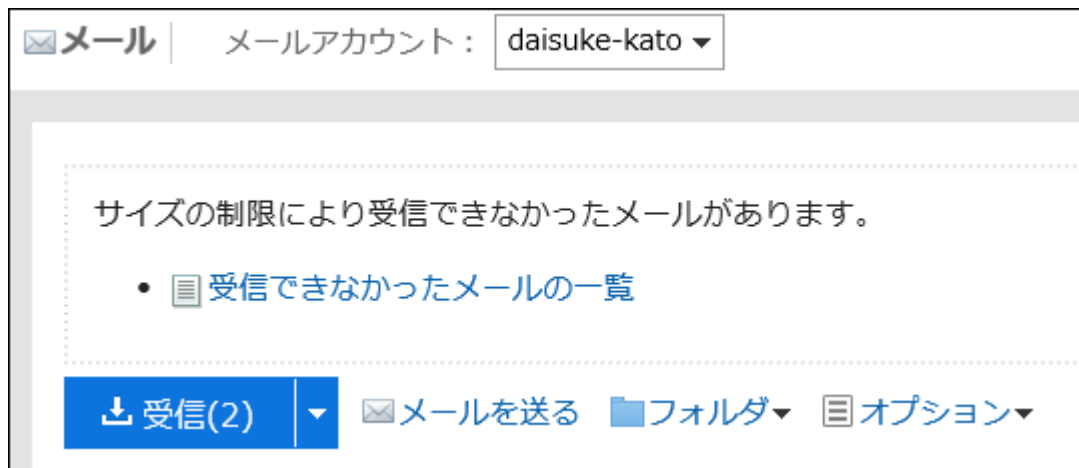 メール メールアカウント： daisuke-kato
サイズの制限により受信できなかったメールがあります。
• 受信できなかったメールの一覧
受信(2) メールを送る フォルダ オプション